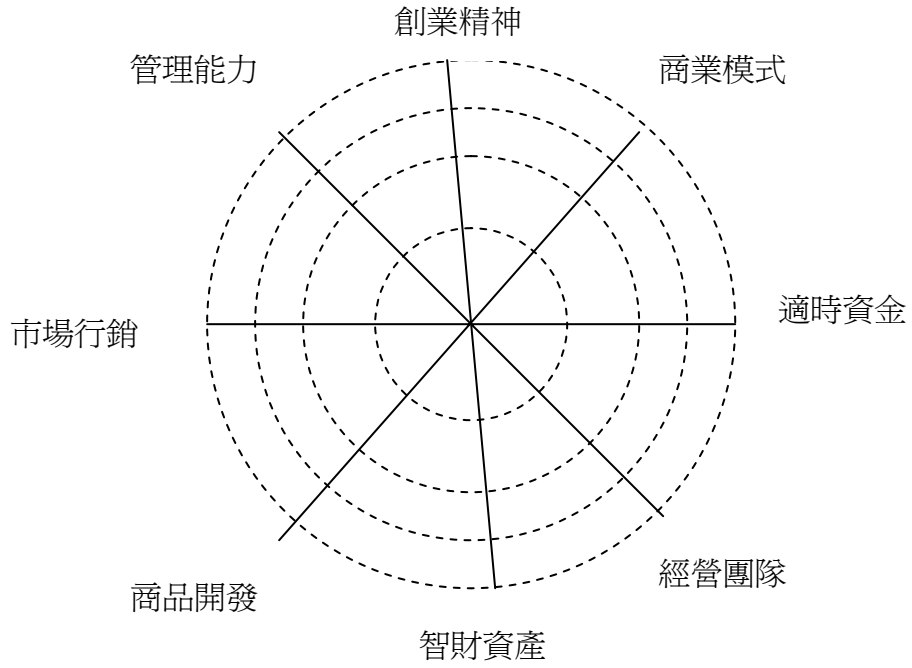 創業精神
管理能力
商業模式
適時資金
市場行銷
經營團隊
商品開發
智財資產